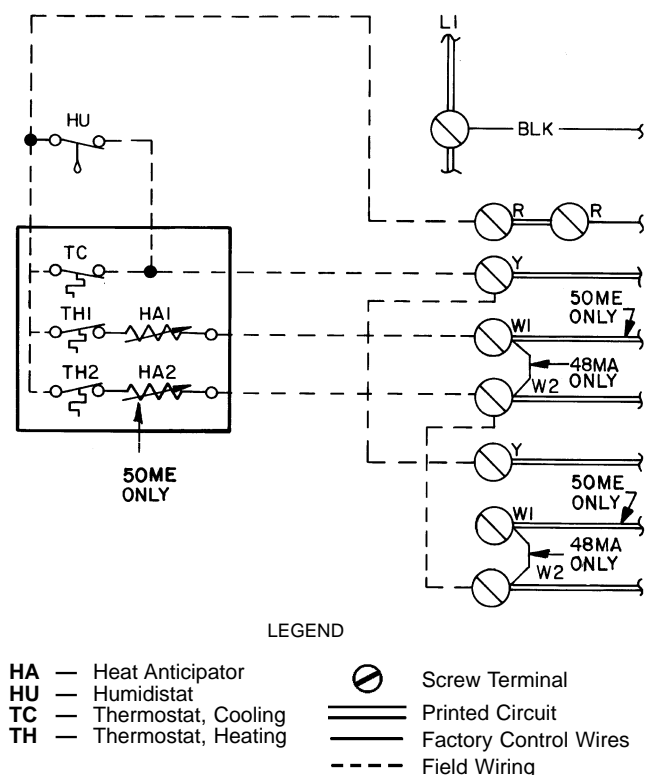 L1
HU
BLK
R R
TC
Y
50ME
ONLY
TH1 HA1
W1
48MA
ONLY
TH2 HA2
W2
50ME
ONLY
Y
50ME
ONLY
W1
48MA
ONLY
W2
LEGEND
HA — Heat Anticipator
HU — Humidistat
TC — Thermostat, Cooling
TH — Thermostat, Heating
Screw Terminal
Printed Circuit
Factory Control Wires
Field Wiring